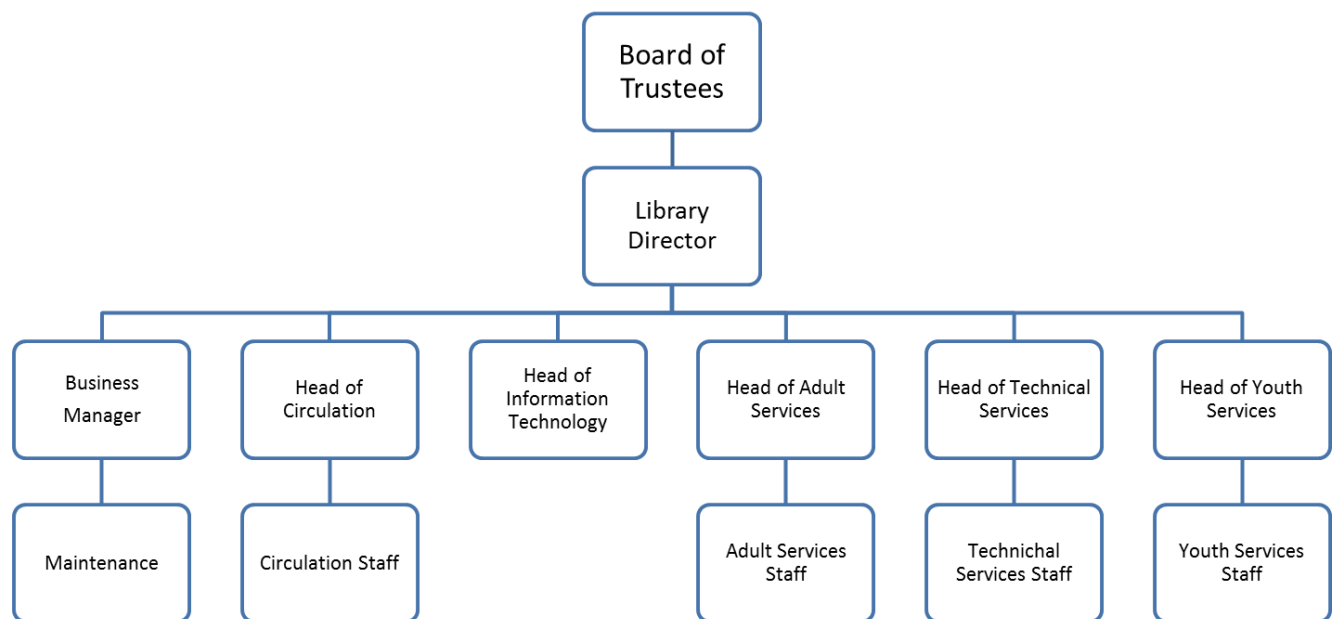 Board of
Trustees
Library
Director
Business
Manager
Head of
Circulation
Head of
Information
Technology
Head of Adult
Services
Head of Technical
Services
Head of Youth
Services
Maintenance
Circulation Staff
Adult Services
Staff
Technichal
Services Staff
Youth Services
Staff